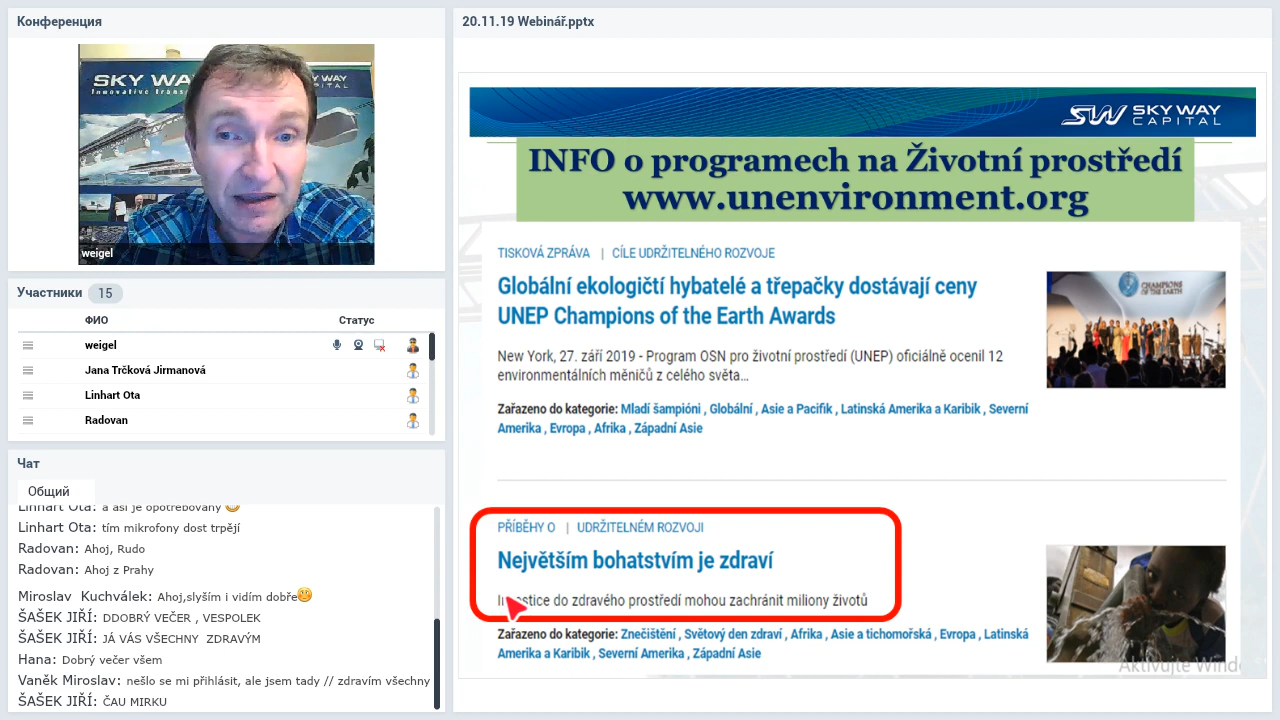 Конференция
SKY WA
WAY
Innovative
CAPITAL
weigel
Участники 15
ФИО Статус
weigel
Jana Trčková Jirmanová
Linhart Ota
Radovan
Чат
Общий
Linhart Ota: a asi je opotřebovaný
Linhart Ota: tím mikrofony dost trpějí
Radovan: Ahoj, Rudo
Radovan: Ahoj z Prahy
Miroslav Kuchválek: Ahoj,slyším i vidím dobře
ŠAŠEK JIŘÍ: DDOBRÝ VEČER , VESPOLEK
ŠAŠEK JIŘÍ: JÁ VÁS VŠECHNY ZDRAVÝM
Hana: Dobrý večer všem
Vaněk Miroslav: nešlo se mi přihlásit, ale jsem tady // zdravím všechny
ŠAŠEK JIŘÍ: ČAU MIRKU
20.11.19 Webinář.pptx
SW SKY WAY
CAPITAL
INFO o programech na Životní prostředí
www.unenvironment.org
TISKOVÁ ZPRÁVA | CÍLE UDRŽITELNÉHO ROZVOJE
Globální ekologičtí hybatelé a třepačky dostávají ceny
UNEP Champions of the Earth Awards
New York, 27. září 2019 - Program OSN pro životní prostředí (UNEP) oficiálně ocenil 12
environmentálních měničů z celého světa...
Zařazeno do kategorie: Mladí šampióni , Globální , Asie a Pacifik , Latinská Amerika a Karibik , Severní
Amerika , Evropa , Afrika , Západní Asie
CHAMPIONS
OF THE EARTH
PŘÍBĚHY O | UDRŽITELNÉM ROZVOJI
Největším bohatstvím je zdraví
Investice do zdravého prostředí mohou zachránit miliony životů
Zařazeno do kategorie: Znečištění , Světový den zdraví , Afrika , Asie a tichomořská , Evropa , Latinská
Amerika a Karibik , Severní Amerika , Západní Asie
Aktivujte Windo